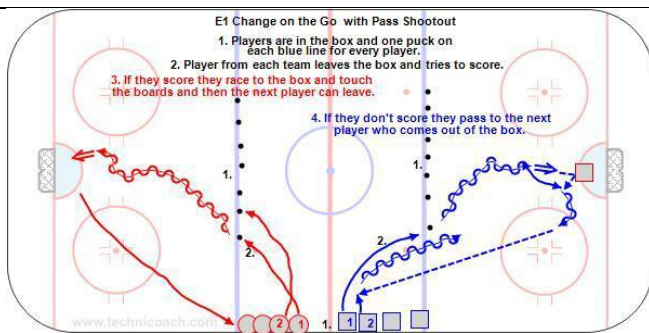 E1 Change on the Go with Pass Shootout
1. Players are in the box and one puck on
each blue line for every player.
2. Player from each team leaves the box and tries to score.
3. If they score they race to the box and touch
the boards and then the next player can leave.
4. If they don't score they pass to the next
player who comes out of the box.
1.
1.
2.
2.
www.technicoach.com
2
1
1.
1
2